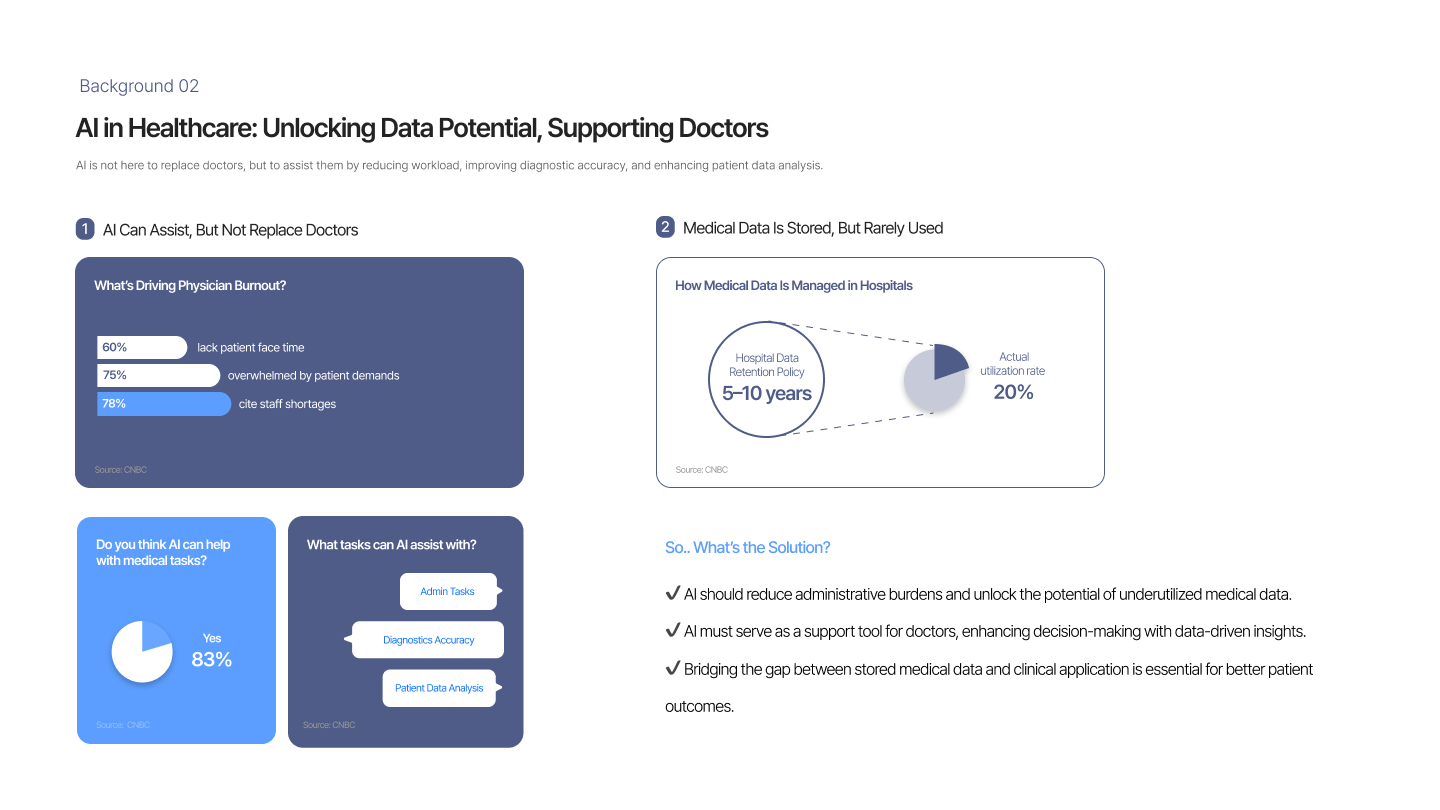 Background 02
AI in Healthcare: Unlocking Data Potential, Supporting Doctors
AI is not here to replace doctors, but to assist them by reducing workload, improving diagnostic accuracy, and enhancing patient data analysis.
1 AI Can Assist, But Not Replace Doctors
What's Driving Physician Burnout?
60% lack patient face time
75% overwhelmed by patient demands
78% cite staff shortages
Source: CNBC
Do you think AI can help
with medical tasks?
Yes
83%
Source: CNBC
What tasks can AI assist with?
Admin Tasks
Diagnostics Accuracy
Patient Data Analysis
Source: CNBC
2 Medical Data Is Stored, But Rarely Used
How Medical Data Is Managed in Hospitals
Hospital Data
Retention Policy
5–10 years
Actual
utilization rate
20%
Source: CNBC
So.. What's the Solution?
✔ AI should reduce administrative burdens and unlock the potential of underutilized medical data.
✔ AI must serve as a support tool for doctors, enhancing decision-making with data-driven insights.
✔ Bridging the gap between stored medical data and clinical application is essential for better patient
outcomes.